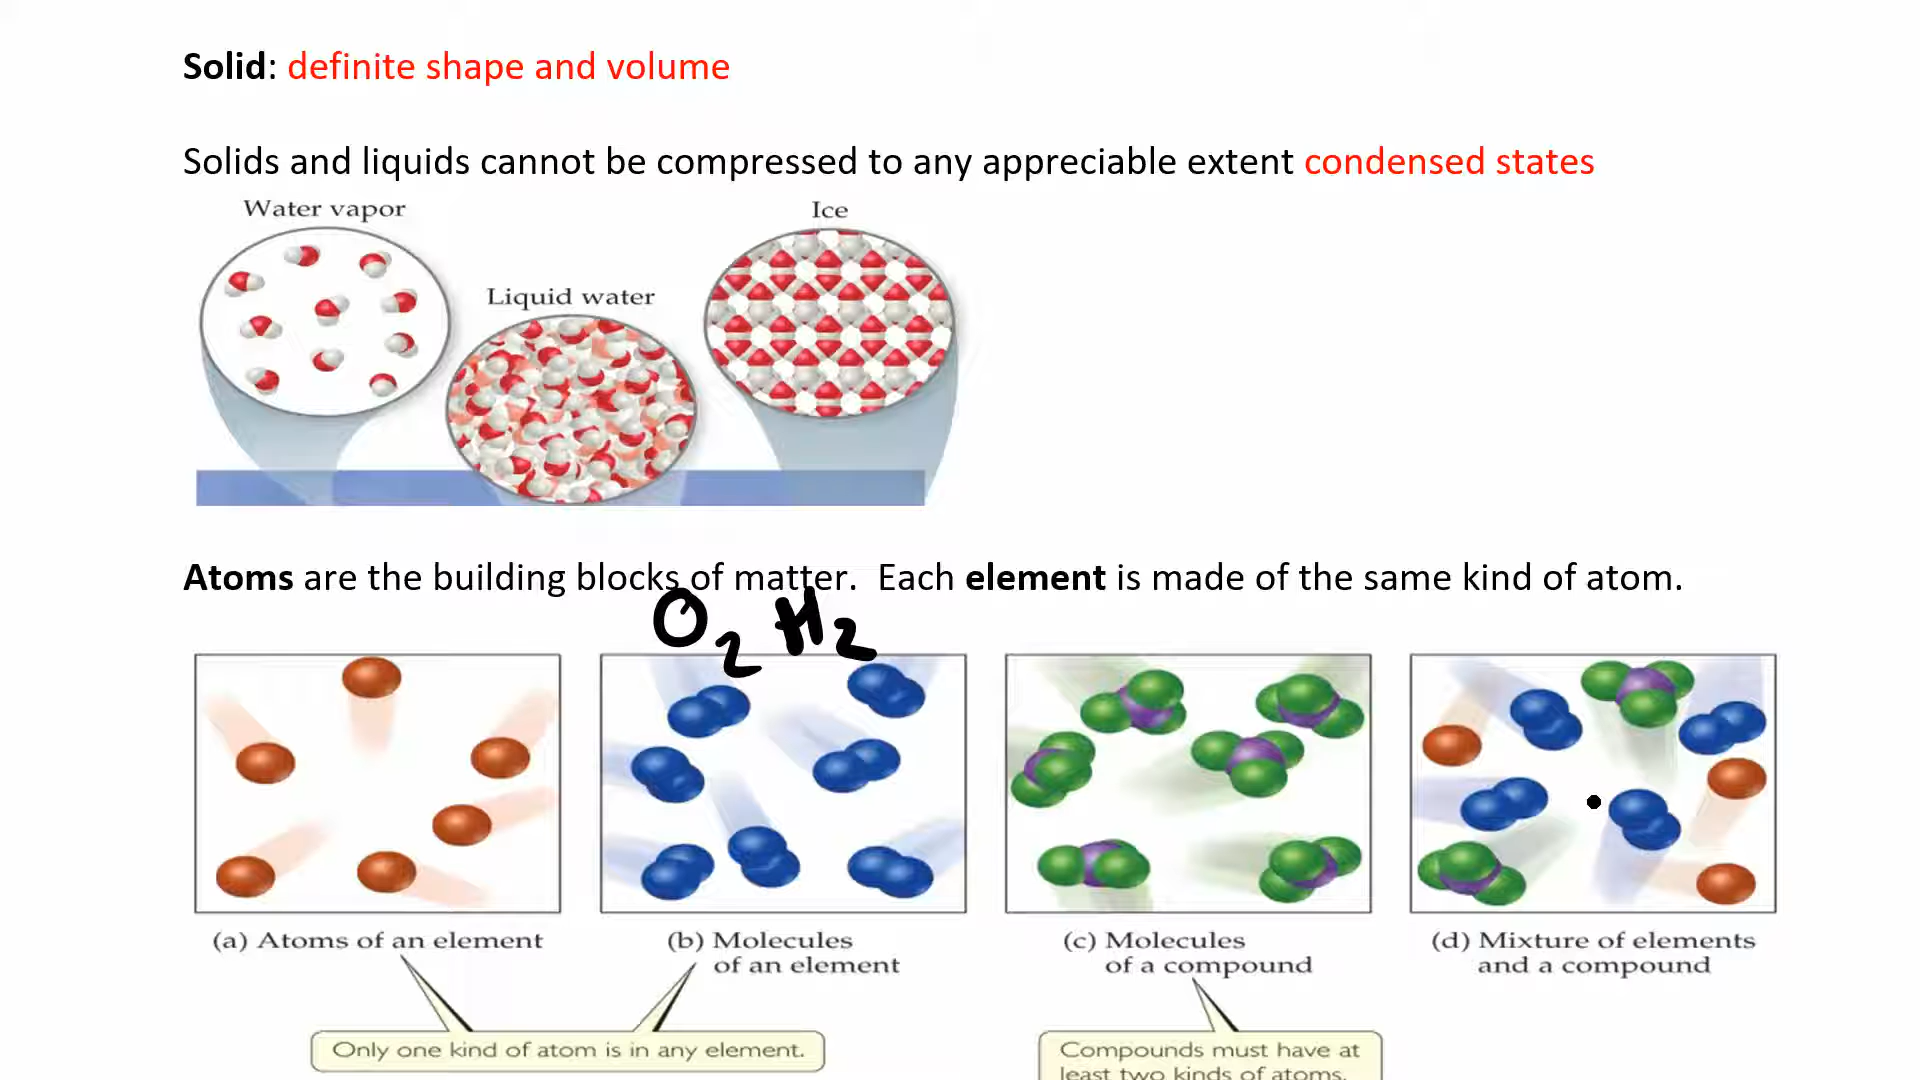 Solid: definite shape and volume
Solids and liquids cannot be compressed to any appreciable extent condensed states
Water vapor
Ice
Liquid water
Atoms are the building blocks of matter.  Each element is made of the same kind of atom.
O2 H2
(a) Atoms of an element
(b) Molecules
of an element
(c) Molecules
of a compound
(d) Mixture of elements
and a compound
Only one kind of atom is in any element.
Compounds must have at
least two kinds of atoms.